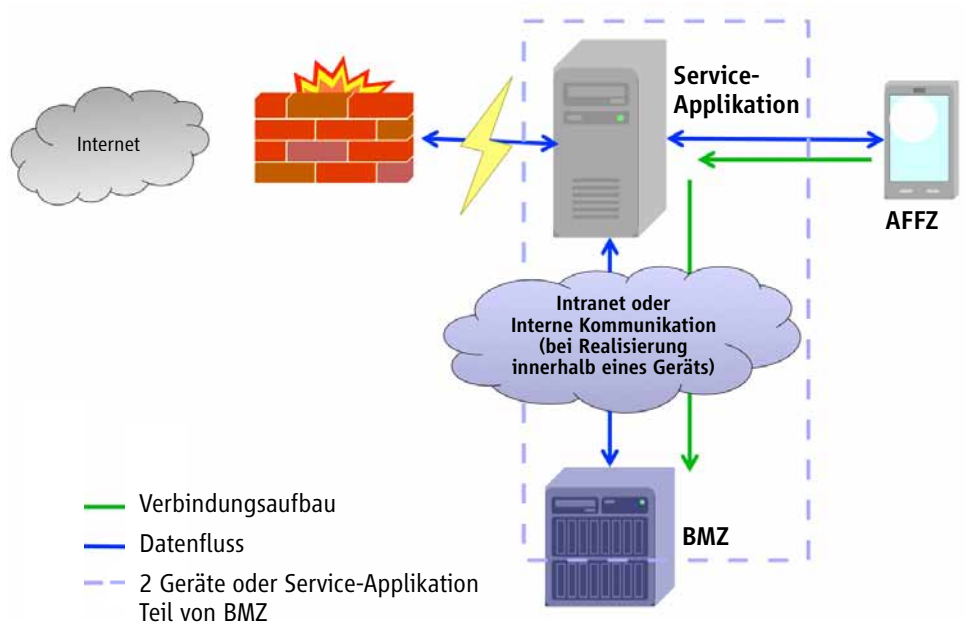 Internet
Service-
Applikation
AFFZ
Intranet oder
Interne Kommunikation
(bei Realisierung
innerhalb eines Geräts)
BMZ
Verbindungsaufbau
Datenfluss
2 Geräte oder Service-Applikation
Teil von BMZ